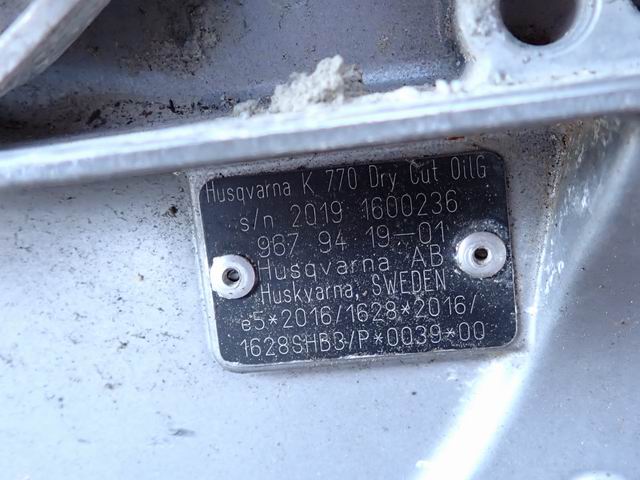 Husqvarna K 770 Dry Cut OilG
s/n 2019 1600236
967 94 19-01
Husqvarna AB
Huskvarna, SWEDEN
e5*2016/1628*2016/
1628SHB3/P*0039*00